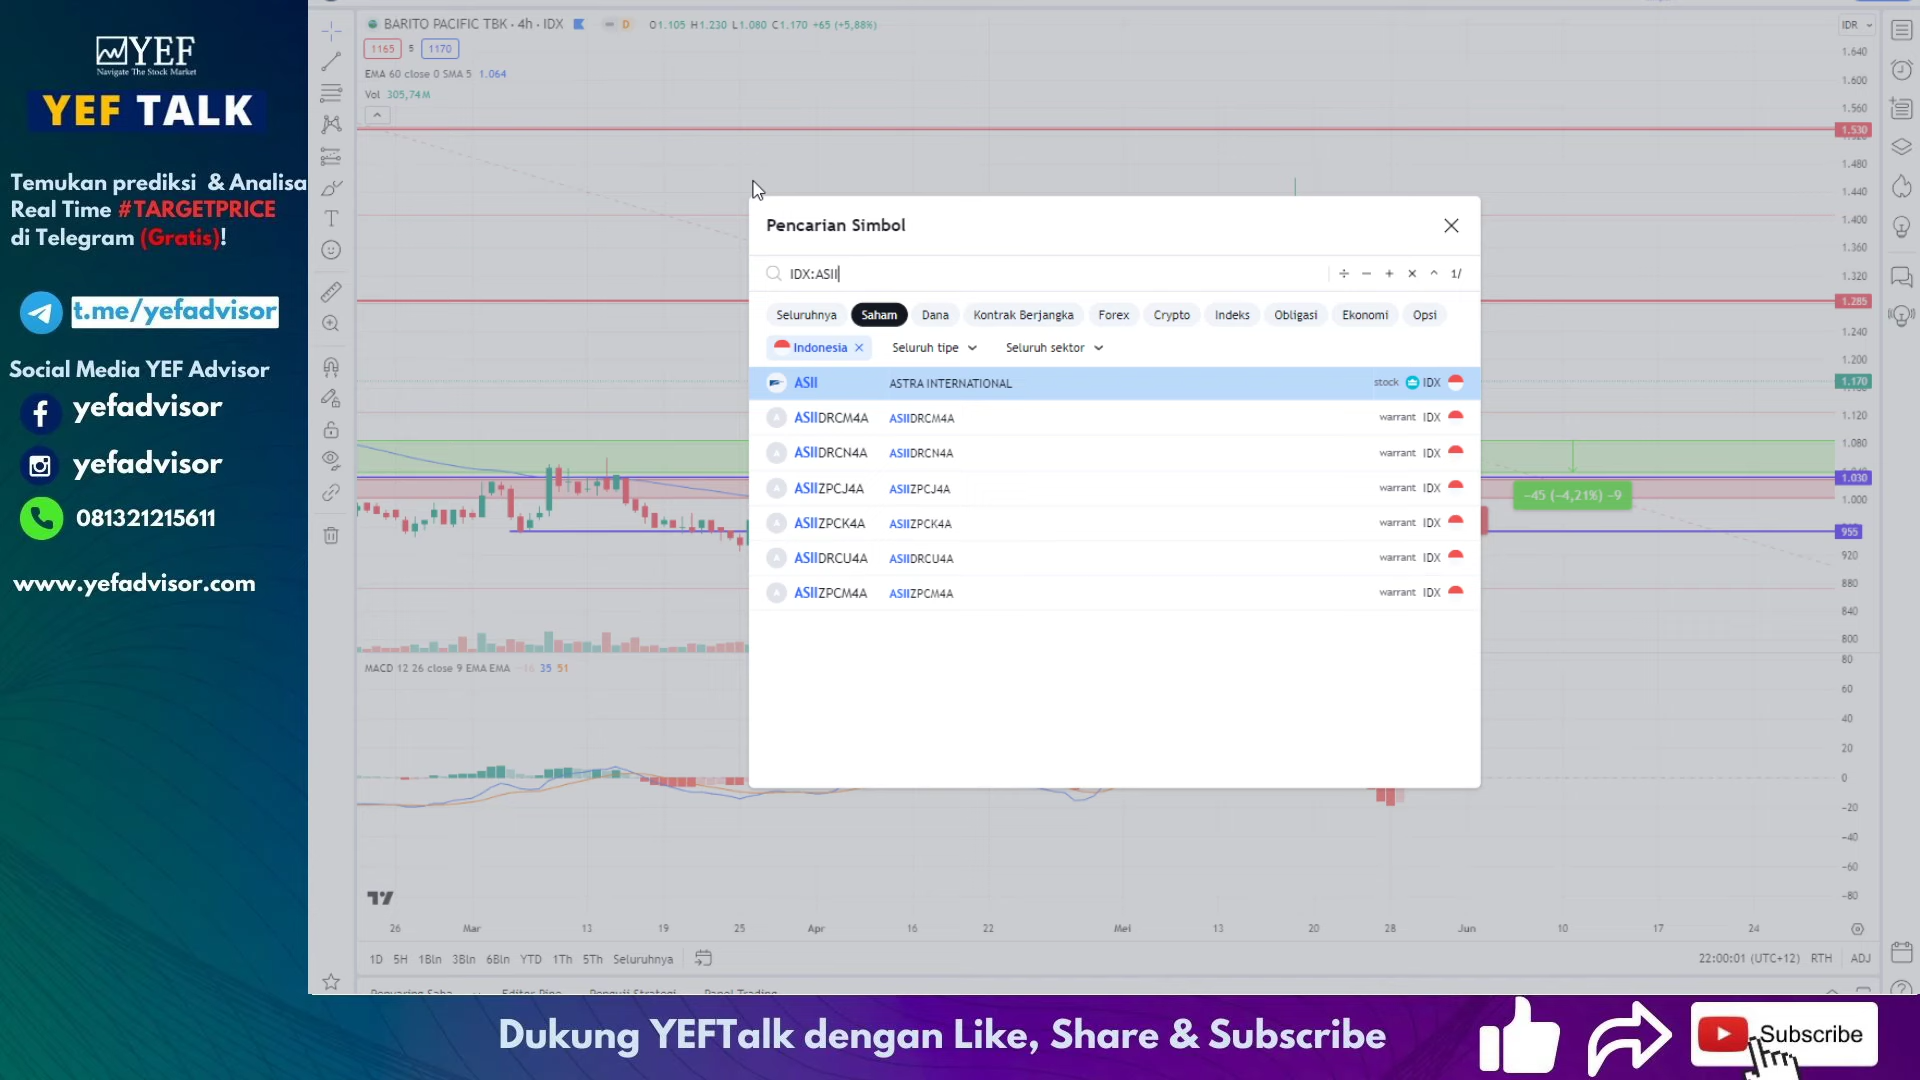 YEF
Navigate The Stock Market
YEF TALK
Temukan prediksi & Analisa
Real Time #TARGETPRICE
di Telegram (Gratis)!
t.me/yefadvisor
Social Media YEF Advisor
yefadvisor
yefadvisor
081321215611
www.yefadvisor.com
BARITO PACIFIC TBK · 4h · IDX D O1.105 H1.230 L1.080 C1.170 +65 (+5,88%)
1165 5 1170
EMA 60 close 0 SMA 5 1.064
Vol 305,74M
IDR
1.640
1.600
1.560
1.530
1.480
1.440
1.400
1.360
1.320
1.285
1.240
1.200
1.170
1.120
1.080
1.030
1.000
955
920
880
840
800
−45 (−4,21%) −9
Pencarian Simbol
IDX:ASII ÷ − + × ^ 1/
Seluruhnya Saham Dana Kontrak Berjangka Forex Crypto Indeks Obligasi Ekonomi Opsi
Indonesia × Seluruh tipe Seluruh sektor
ASII ASTRA INTERNATIONAL stock IDX
ASIIDRCM4A ASIIDRCM4A warrant IDX
ASIIDRCN4A ASIIDRCN4A warrant IDX
ASIIZPCJ4A ASIIZPCJ4A warrant IDX
ASIIZPCK4A ASIIZPCK4A warrant IDX
ASIIDRCU4A ASIIDRCU4A warrant IDX
ASIIZPCM4A ASIIZPCM4A warrant IDX
MACD 12 26 close 9 EMA EMA −16 35 51
80
60
40
20
0
−20
−40
−60
−80
26 Mar 13 19 25 Apr 16 22 Mei 13 20 28 Jun 10 17 24
1D 5H 1Bln 3Bln 6Bln YTD 1Th 5Th Seluruhnya
22:00:01 (UTC+12) RTH ADJ
Dukung YEFTalk dengan Like, Share & Subscribe
Subscribe